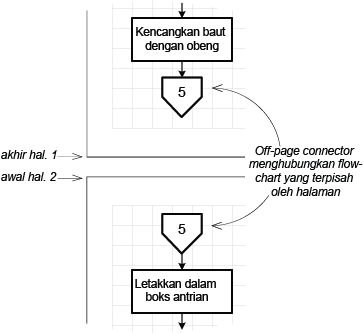 Kencangkan baut
dengan obeng
5
akhir hal. 1
awal hal. 2
Off-page connector
menghubungkan flow-
chart yang terpisah
oleh halaman
5
Letakkan dalam
boks antrian